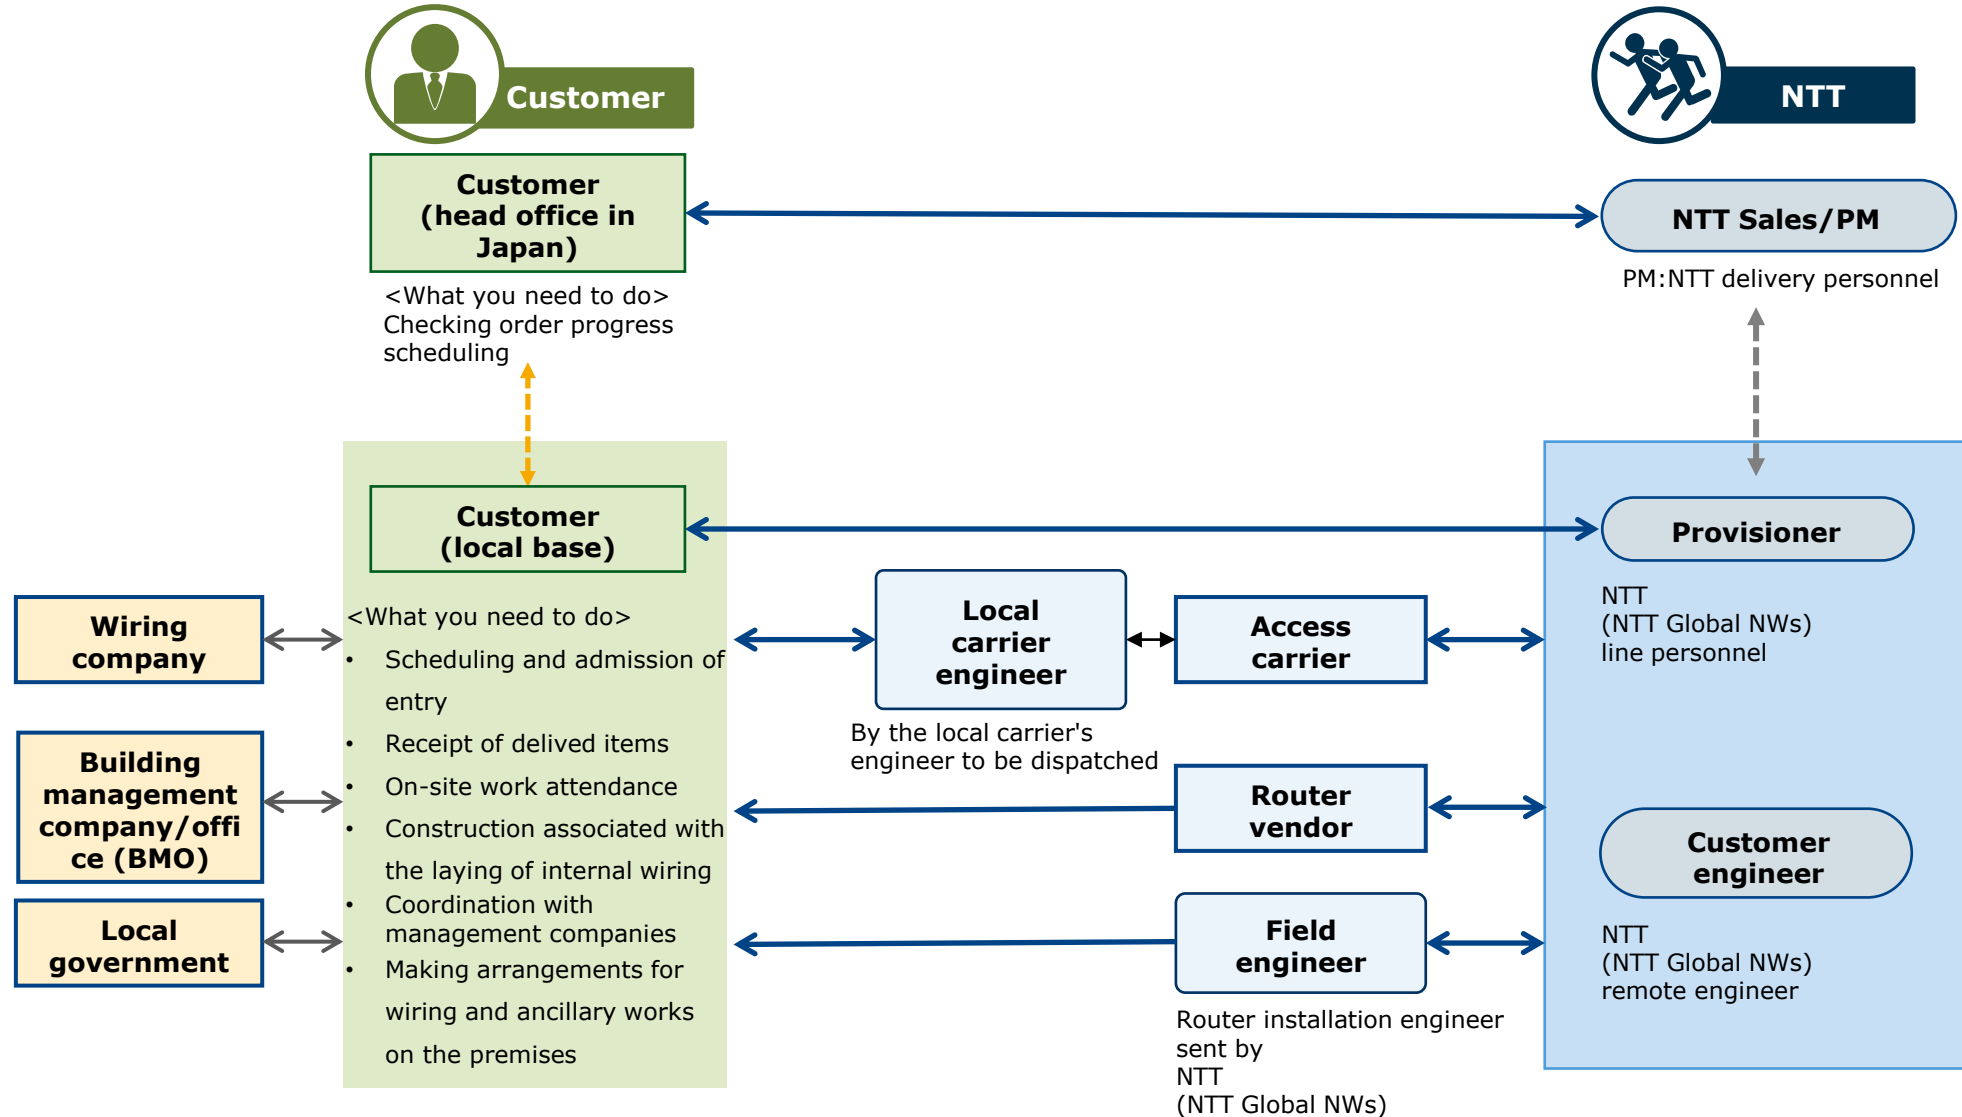 Customer
NTT
Customer
(head office in
Japan)
NTT Sales/PM
<What you need to do>
Checking order progress
scheduling
PM:NTT delivery personnel
Customer
(local base)
Provisioner
NTT
(NTT Global NWs)
line personnel
Wiring
company
Building
management
company/offi
ce (BMO)
Local
government
<What you need to do>
• Scheduling and admission of
entry
• Receipt of delived items
• On-site work attendance
• Construction associated with
the laying of internal wiring
• Coordination with
management companies
• Making arrangements for
wiring and ancillary works
on the premises
Local
carrier
engineer
By the local carrier's
engineer to be dispatched
Access
carrier
Router
vendor
Field
engineer
Router installation engineer
sent by
NTT
(NTT Global NWs)
Customer
engineer
NTT
(NTT Global NWs)
remote engineer